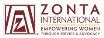 ZONTA
INTERNATIONAL
EMPOWERING WOMEN
THROUGH SERVICE & ADVOCACY